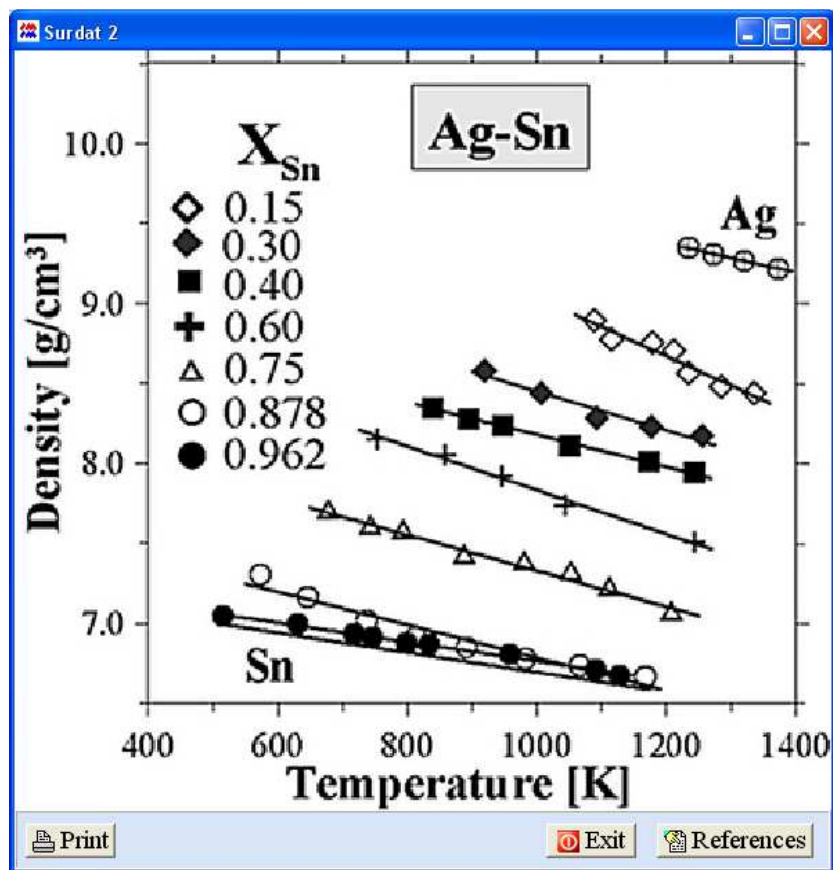 Surdat 2
Ag-Sn
X Sn
0.15
0.30
0.40
0.60
0.75
0.878
0.962
Ag
Sn
Density [g/cm³]
10.0
9.0
8.0
7.0
400 600 800 1000 1200 1400
Temperature [K]
Print Exit References